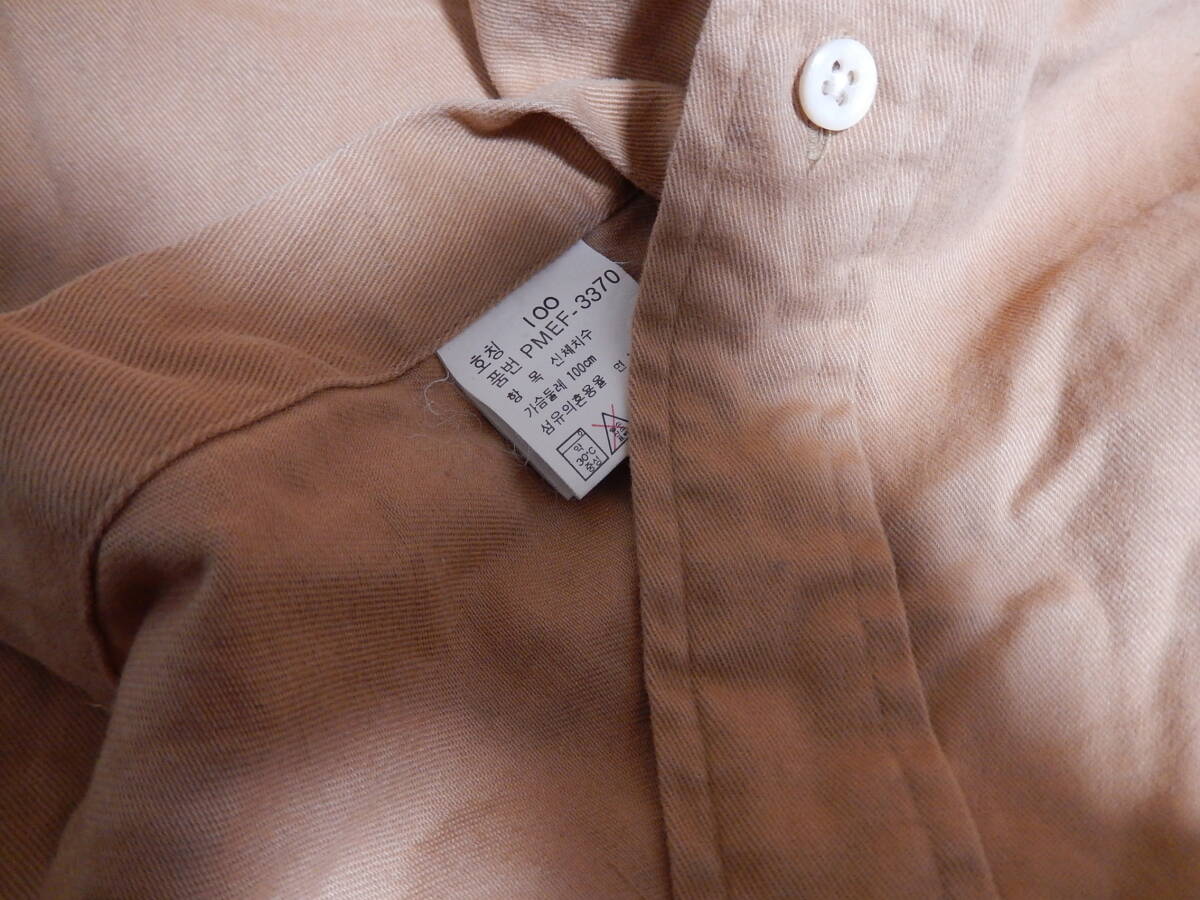 호칭 100
품번 PMEF-3370
항 목 신체치수
가슴둘레 100cm
섬유의혼용율 면
약 30℃ 중성